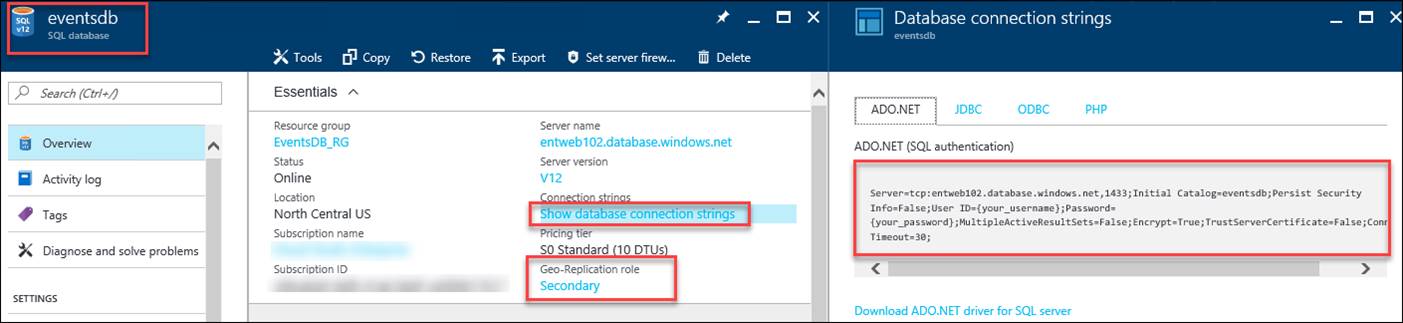 SQL
v12
eventsdb
SQL database
Tools
Copy
Restore
Export
Set server firew...
Delete
Search (Ctrl+/)
Overview
Activity log
Tags
Diagnose and solve problems
SETTINGS
Essentials
Resource group
EventsDB_RG
Status
Online
Location
North Central US
Subscription name
Subscription ID
Server name
entweb102.database.windows.net
Server version
V12
Connection strings
Show database connection strings
Pricing tier
S0 Standard (10 DTUs)
Geo-Replication role
Secondary
Database connection strings
eventsdb
ADO.NET
JDBC
ODBC
PHP
ADO.NET (SQL authentication)
Server=tcp:entweb102.database.windows.net,1433;Initial Catalog=eventsdb;Persist Security
Info=False;User ID={your_username};Password=
{your_password};MultipleActiveResultSets=False;Encrypt=True;TrustServerCertificate=False;Conn
Timeout=30;
Download ADO.NET driver for SQL server